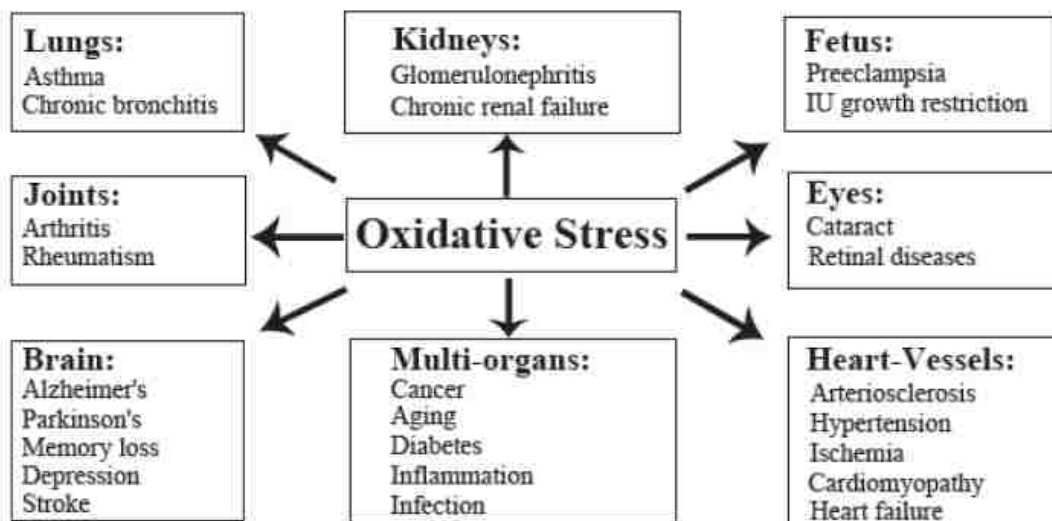 Lungs:
Asthma
Chronic bronchitis
Kidneys:
Glomerulonephritis
Chronic renal failure
Fetus:
Preeclampsia
IU growth restriction
Joints:
Arthritis
Rheumatism
Oxidative Stress
Eyes:
Cataract
Retinal diseases
Brain:
Alzheimer's
Parkinson's
Memory loss
Depression
Stroke
Multi-organs:
Cancer
Aging
Diabetes
Inflammation
Infection
Heart-Vessels:
Arteriosclerosis
Hypertension
Ischemia
Cardiomyopathy
Heart failure